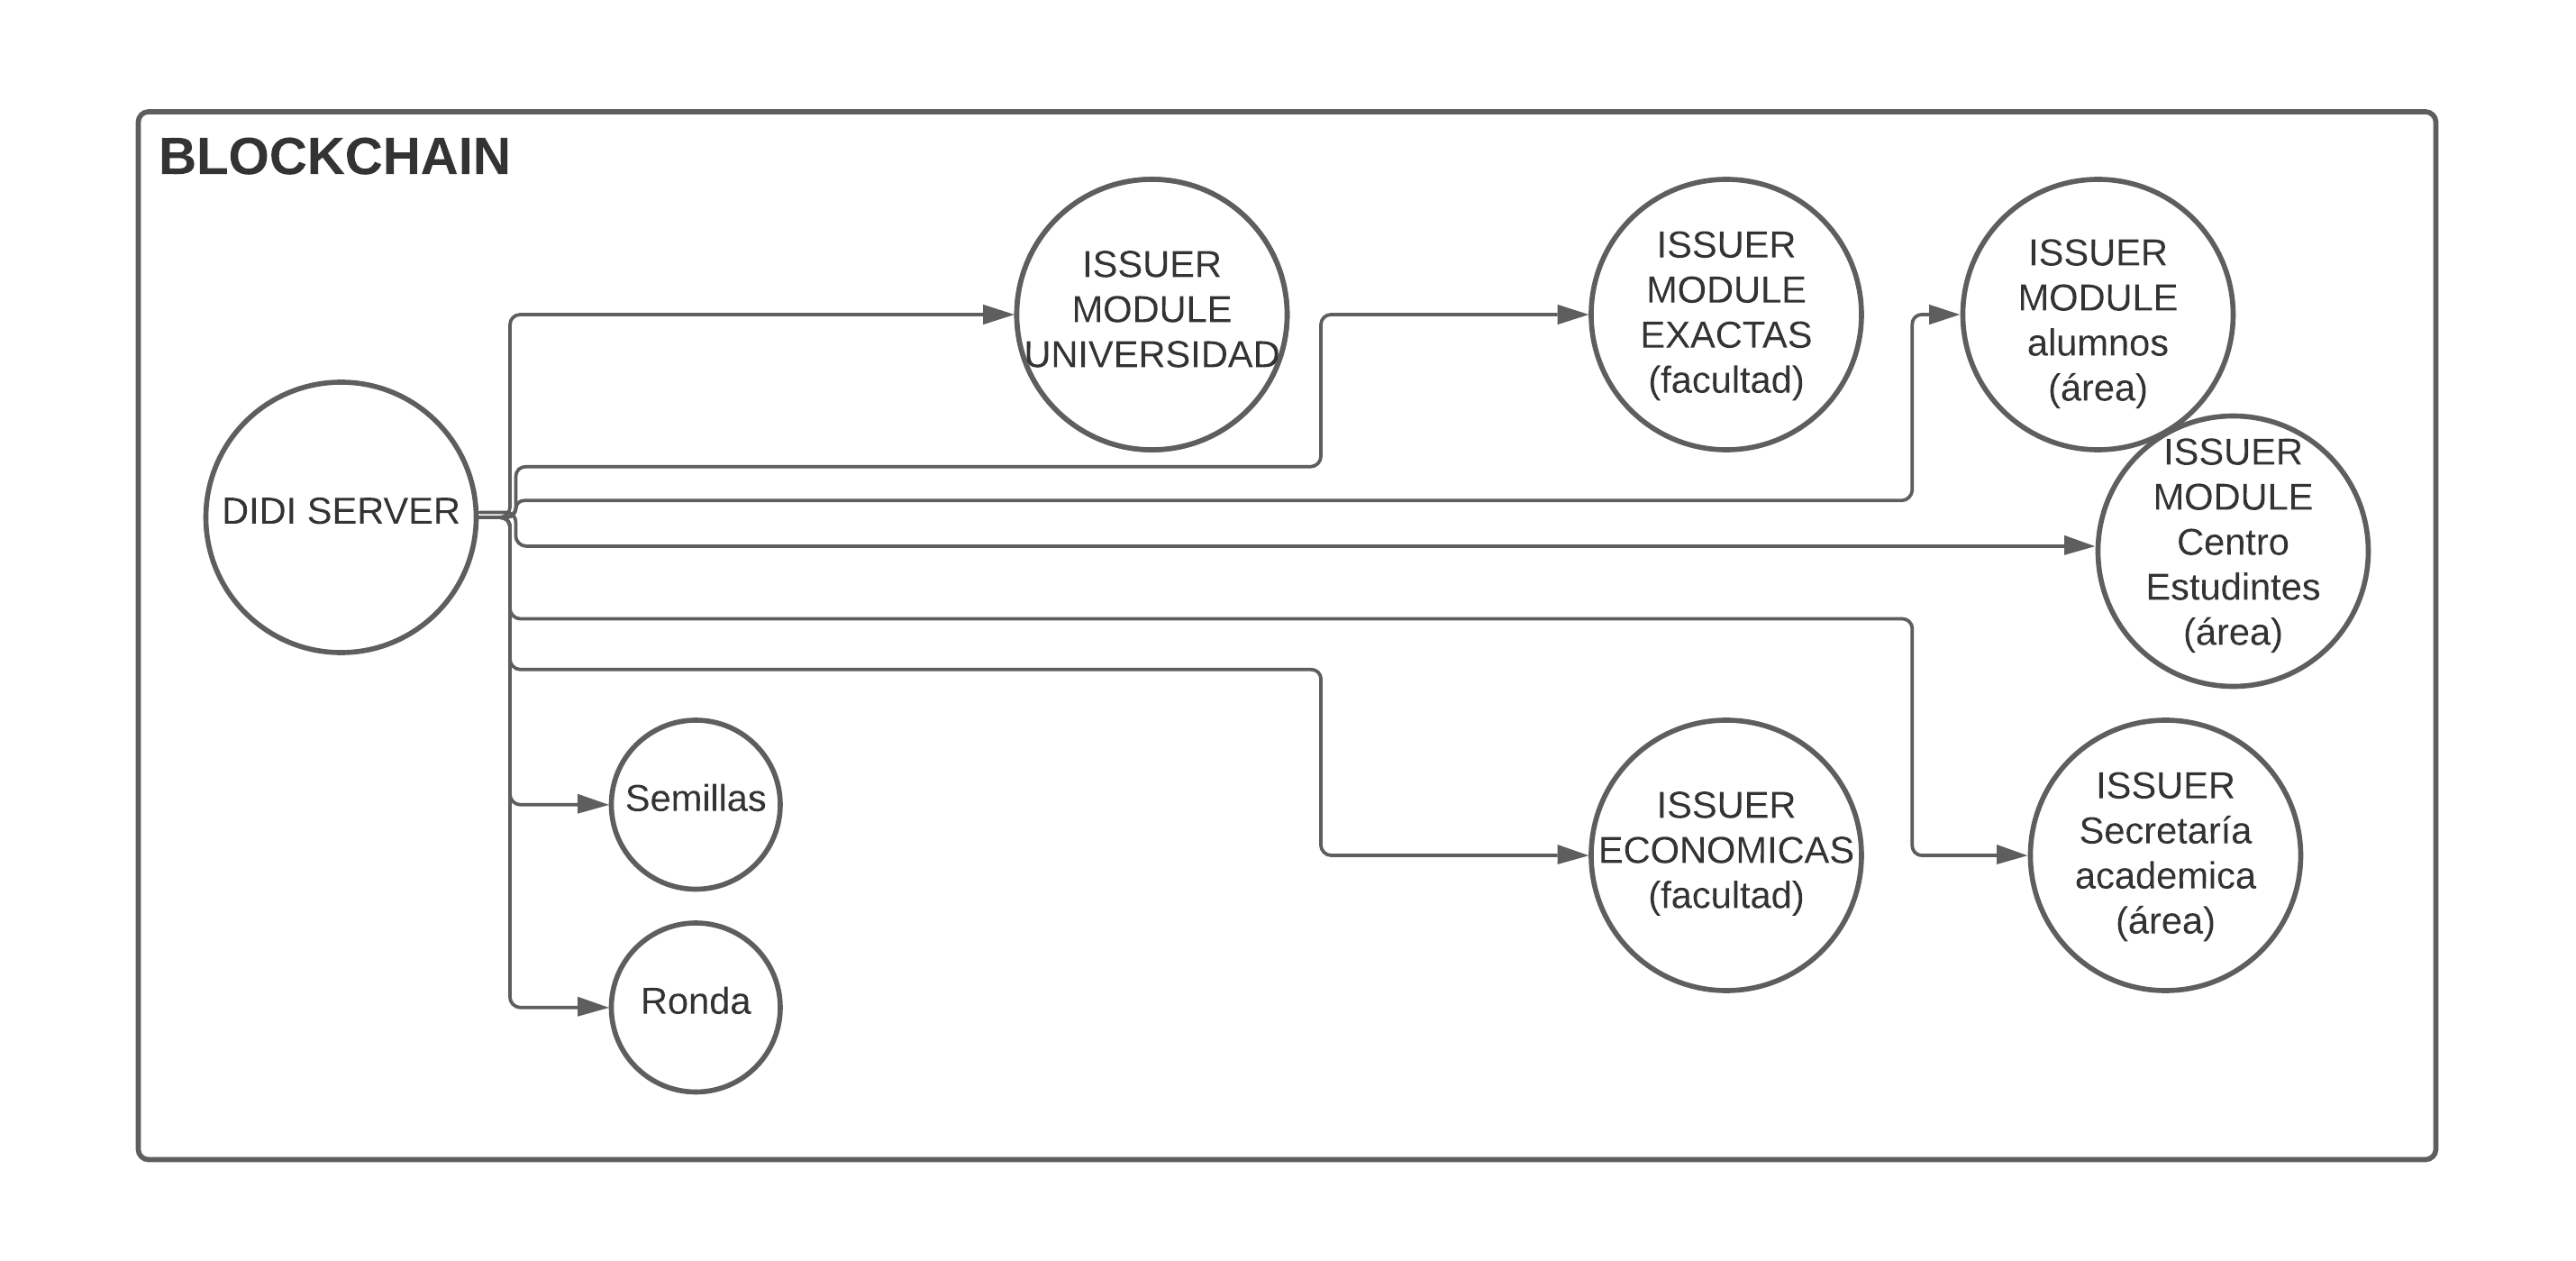 BLOCKCHAIN
DIDI SERVER
ISSUER
MODULE
UNIVERSIDAD
ISSUER
MODULE
EXACTAS
(facultad)
ISSUER
MODULE
alumnos
(área)
ISSUER
MODULE
Centro
Estudintes
(área)
Semillas
Ronda
ISSUER
ECONOMICAS
(facultad)
ISSUER
Secretaría
academica
(área)